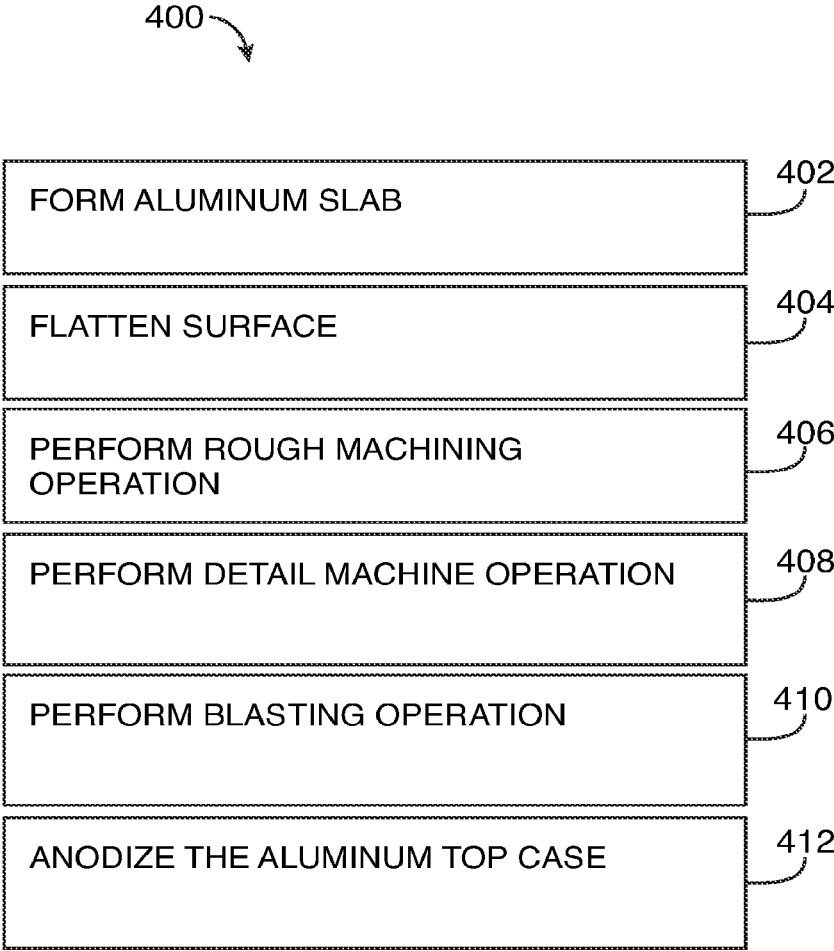 400
FORM ALUMINUM SLAB
402
FLATTEN SURFACE
404
PERFORM ROUGH MACHINING
OPERATION
406
PERFORM DETAIL MACHINE OPERATION
408
PERFORM BLASTING OPERATION
410
ANODIZE THE ALUMINUM TOP CASE
412